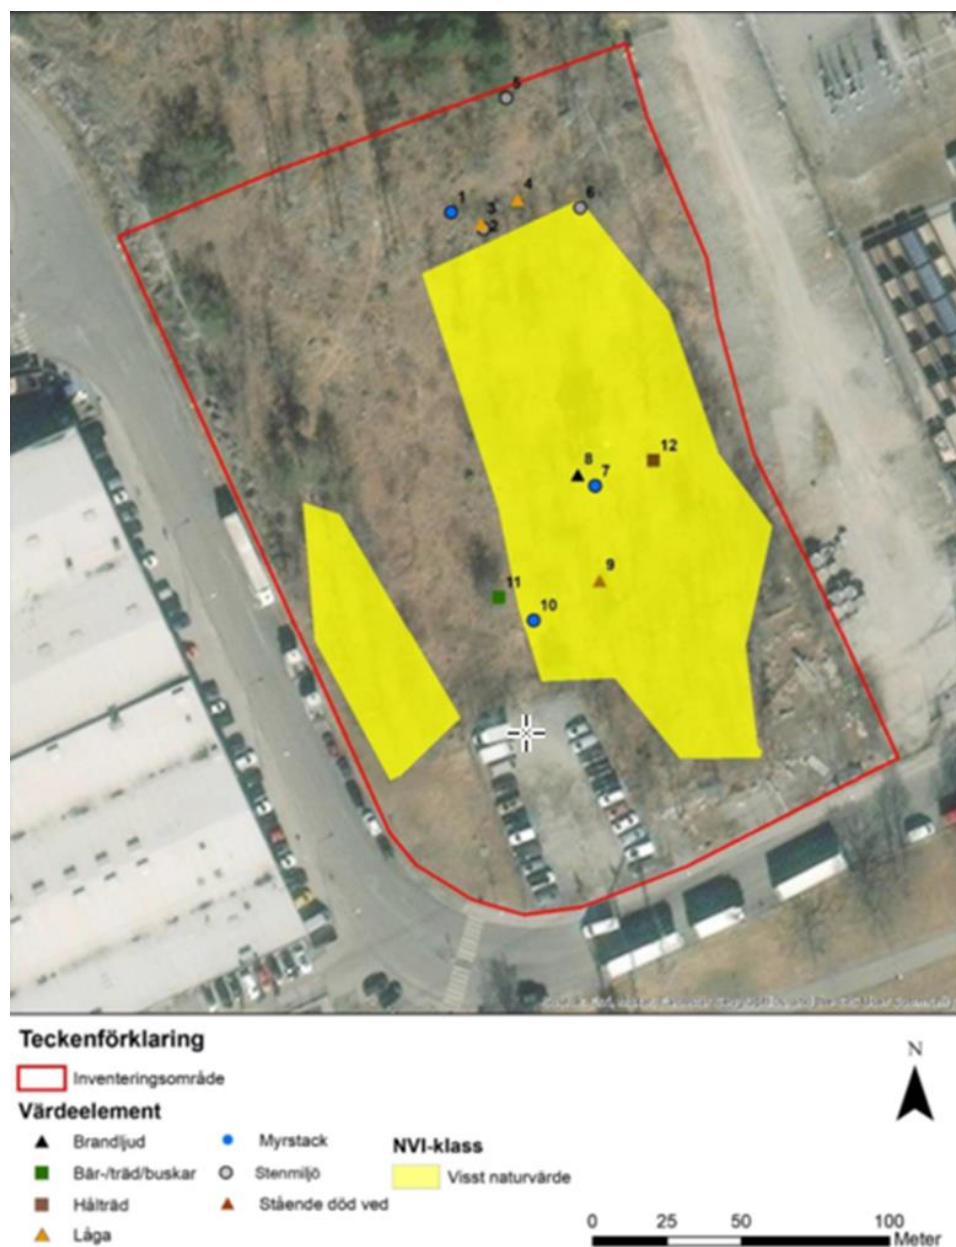 5
1
3
4
6
2
8
7
12
9
11
10
Teckenförklaring
N
Inventeringsområde
Värdeelement
Brandljud
Myrstack
NVI-klass
Bär-/träd/buskar
Stenmiljö
Visst naturvärde
Hålträd
Stående död ved
Låga
0 25 50 100
Meter